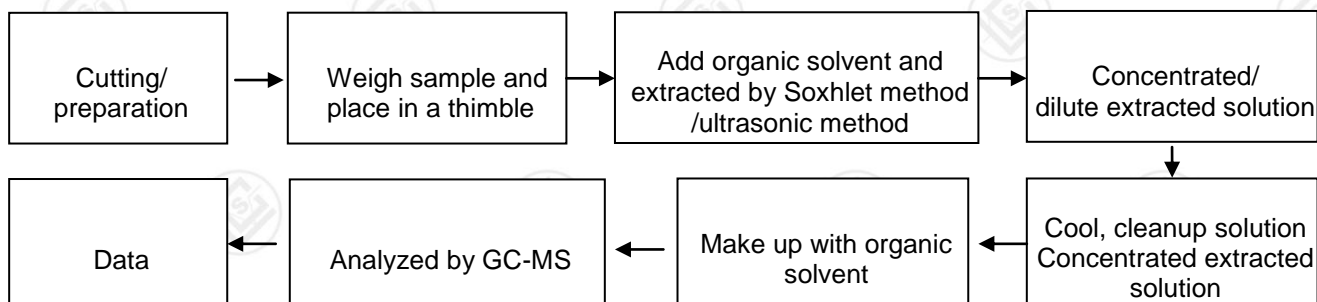 Cutting/
preparation
Weigh sample and
place in a thimble
Add organic solvent and
extracted by Soxhlet method
/ultrasonic method
Concentrated/
dilute extracted solution
Cool, cleanup solution
Concentrated extracted
solution
Make up with organic
solvent
Analyzed by GC-MS
Data